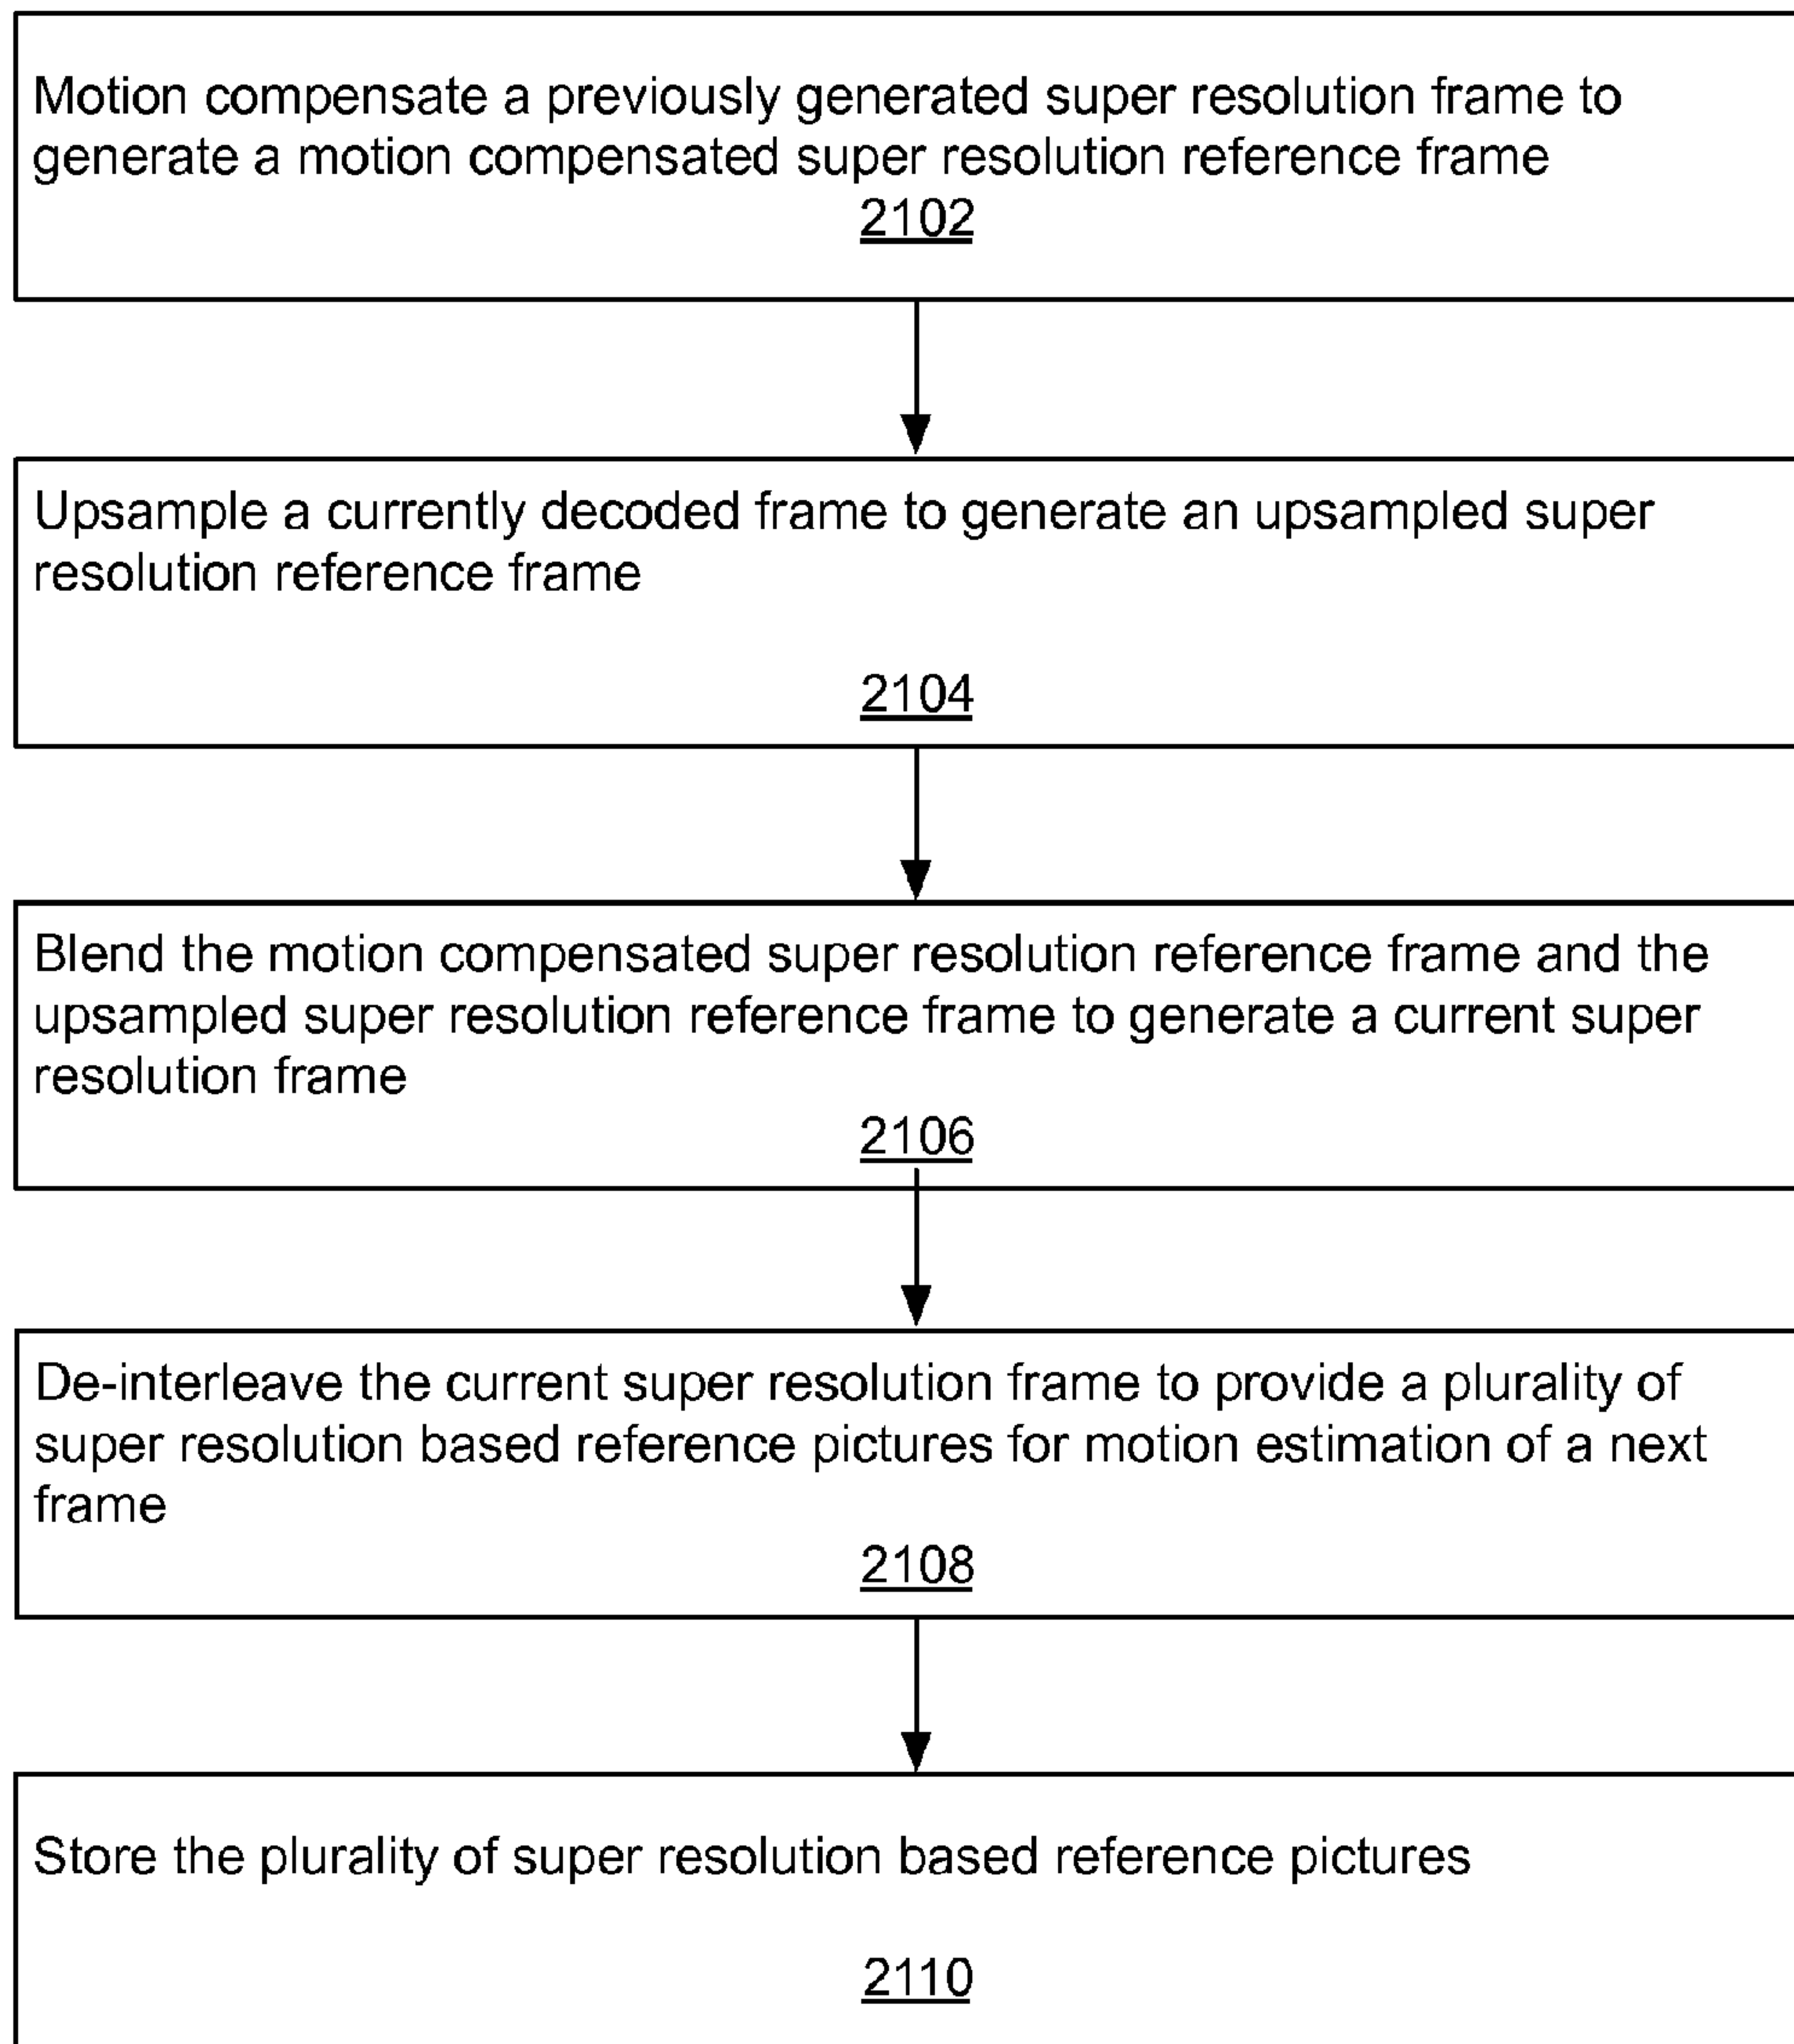 Motion compensate a previously generated super resolution frame to
generate a motion compensated super resolution reference frame
2102
Upsample a currently decoded frame to generate an upsampled super
resolution reference frame
2104
Blend the motion compensated super resolution reference frame and the
upsampled super resolution reference frame to generate a current super
resolution frame
2106
De-interleave the current super resolution frame to provide a plurality of
super resolution based reference pictures for motion estimation of a next
frame
2108
Store the plurality of super resolution based reference pictures
2110